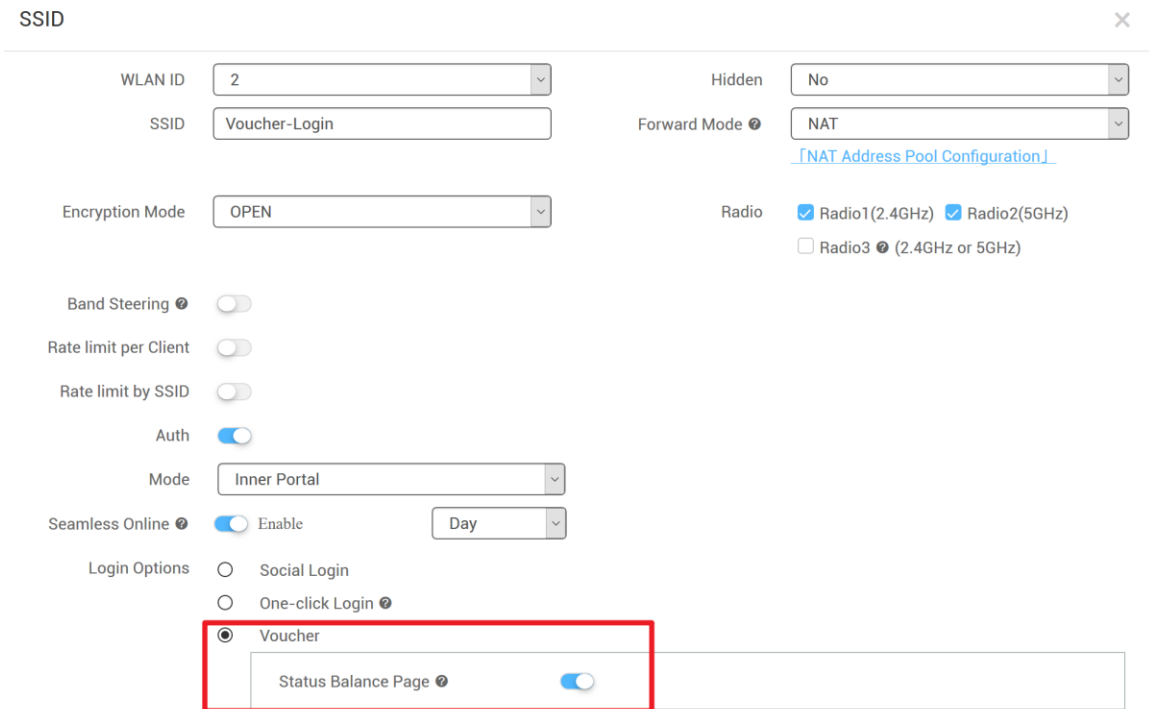 SSID
WLAN ID 2 Hidden No
SSID Voucher-Login Forward Mode NAT
「NAT Address Pool Configuration」
Encryption Mode OPEN Radio Radio1(2.4GHz) Radio2(5GHz)
Radio3 (2.4GHz or 5GHz)
Band Steering
Rate limit per Client
Rate limit by SSID
Auth
Mode Inner Portal
Seamless Online Enable Day
Login Options Social Login
One-click Login
Voucher
Status Balance Page